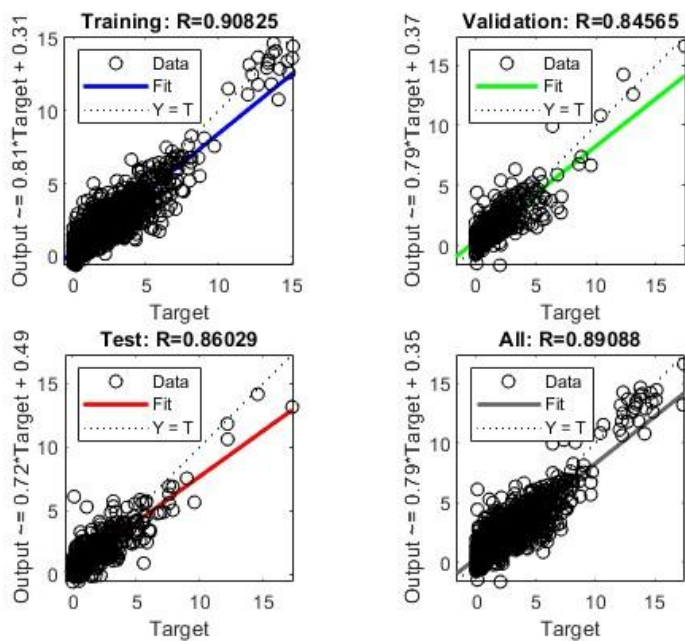 Training: R=0.90825
Output ~= 0.81*Target + 0.31
15
10
5
0
Data
Fit
Y = T
0
5
10
15
Target
Validation: R=0.84565
Output ~= 0.79*Target + 0.37
15
10
5
0
Data
Fit
Y = T
0
5
10
15
Target
Test: R=0.86029
Output ~= 0.72*Target + 0.49
15
10
5
0
Data
Fit
Y = T
0
5
10
15
Target
All: R=0.89088
Output ~= 0.79*Target + 0.35
15
10
5
0
Data
Fit
Y = T
0
5
10
15
Target